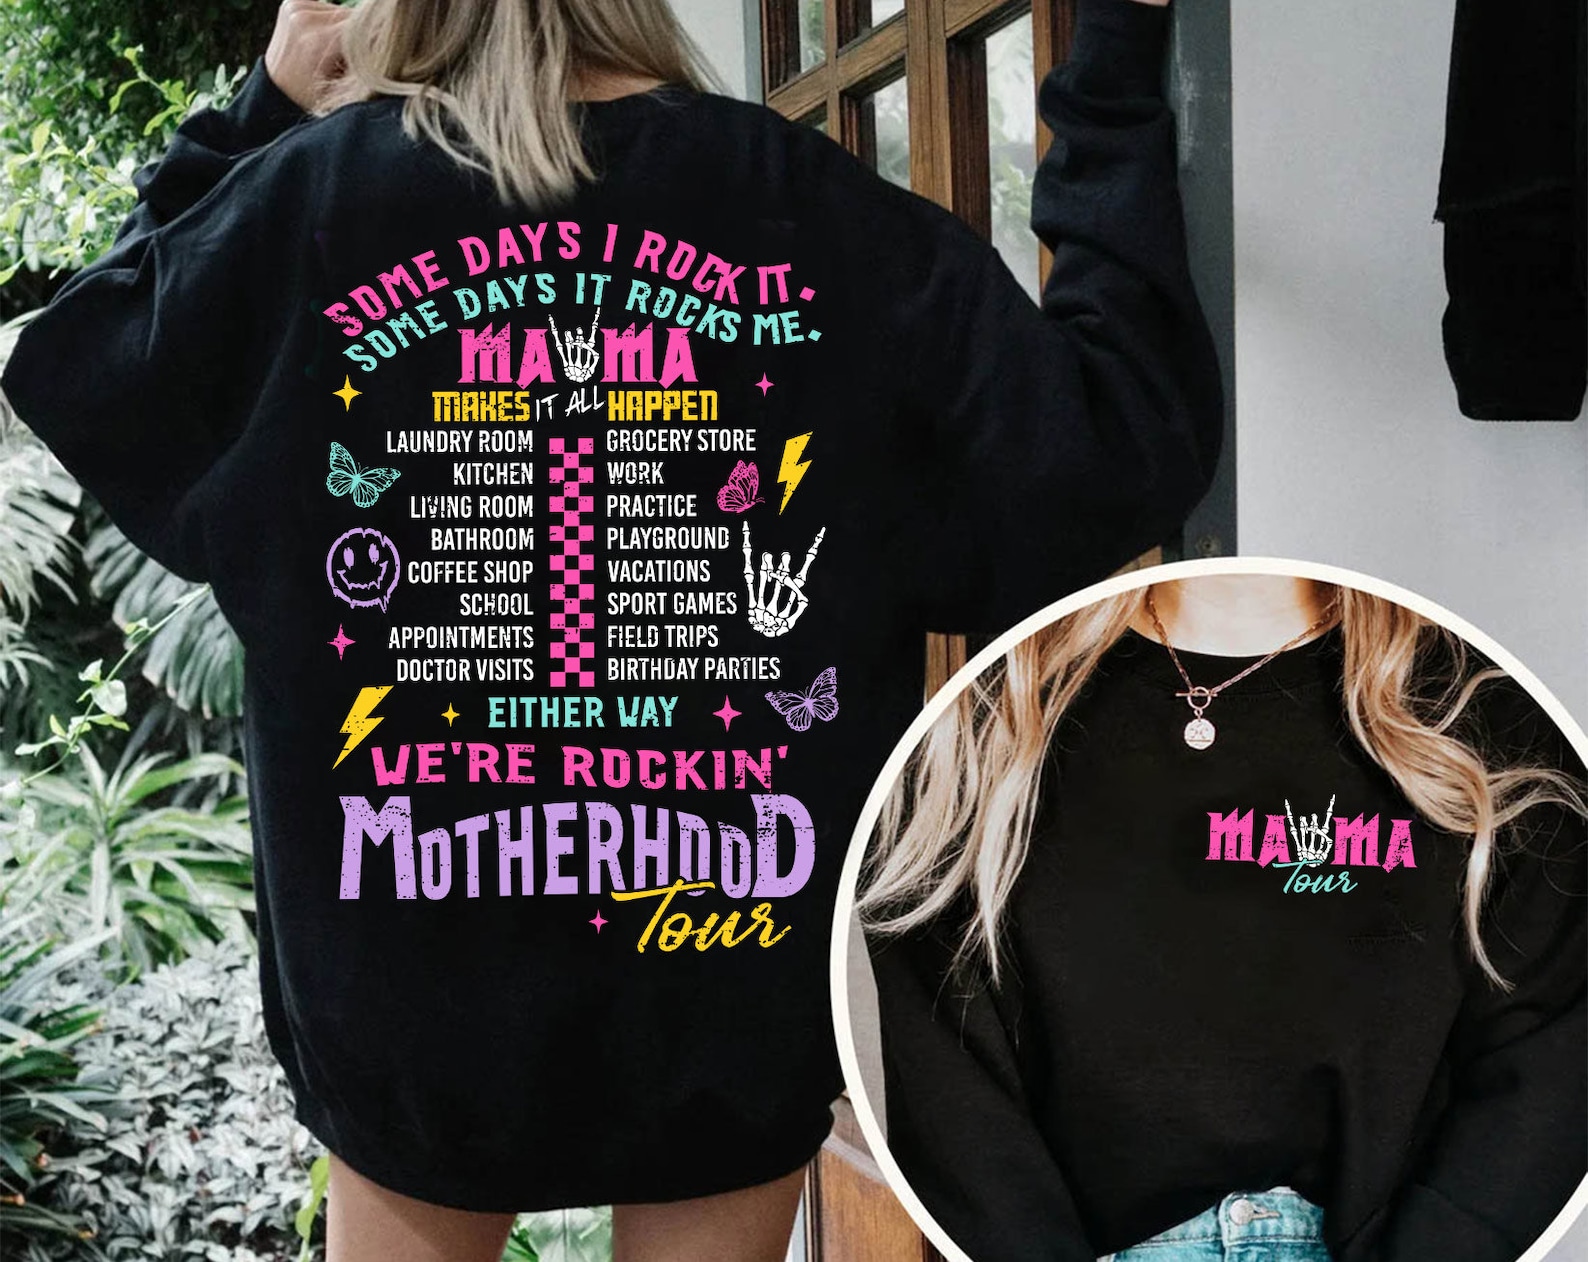 SOME DAYS I ROCK IT.
SOME DAYS IT ROCKS ME.
MAMA
MAKES IT ALL HAPPEN
LAUNDRY ROOM GROCERY STORE
KITCHEN WORK
LIVING ROOM PRACTICE
BATHROOM PLAYGROUND
COFFEE SHOP VACATIONS
SCHOOL SPORT GAMES
APPOINTMENTS FIELD TRIPS
DOCTOR VISITS BIRTHDAY PARTIES
EITHER WAY
WE'RE ROCKIN'
MOTHERHOOD
Tour
MAMA
Tour